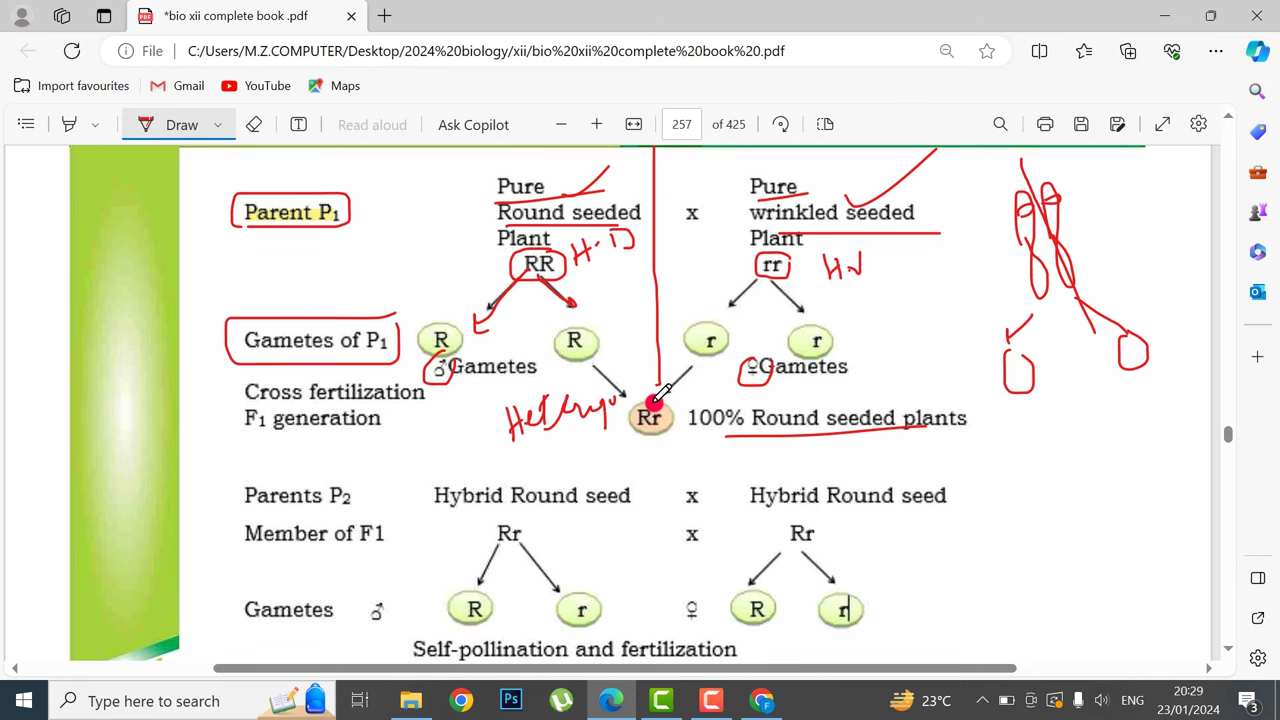 *bio xii complete book .pdf
File C:/Users/M.Z.COMPUTER/Desktop/2024%20biology/xii/bio%20xii%20complete%20book%20.pdf
Import favourites Gmail YouTube Maps
Draw Read aloud Ask Copilot 257 of 425
Pure Pure
Parent P₁ Round seeded x wrinkled seeded
Plant Plant
RR H.D rr
Gametes of P₁ R R r r
♂Gametes ♀Gametes
Cross fertilization
F₁ generation Rr 100% Round seeded plants
Parents P₂ Hybrid Round seed x Hybrid Round seed
Member of F1 Rr x Rr
Gametes ♂ R r ♀ R r
Self-pollination and fertilization
Type here to search Ps 23°C ENG 20:29
23/01/2024 3